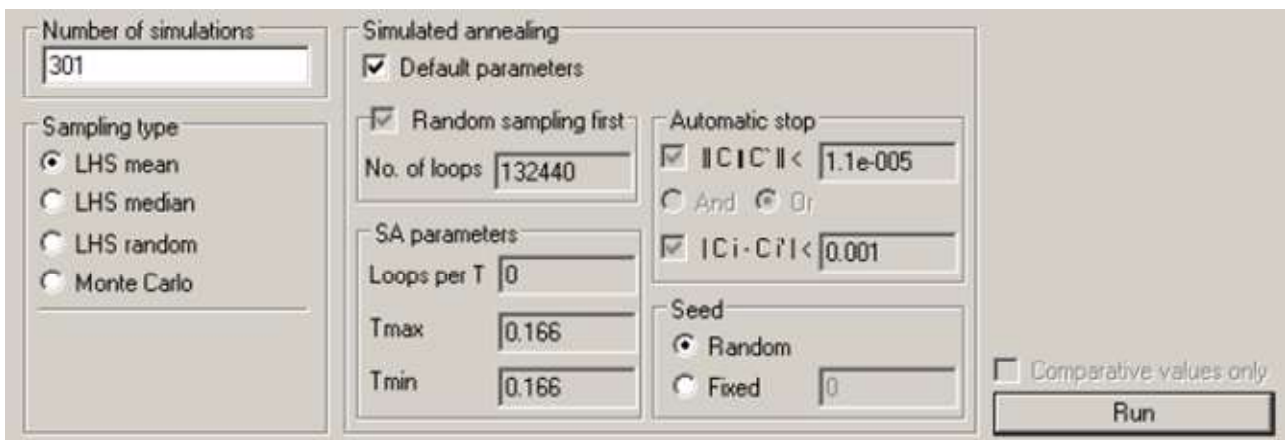 Number of simulations
301
Sampling type
LHS mean
LHS median
LHS random
Monte Carlo
Simulated annealing
Default parameters
Random sampling first
No. of loops 132440
SA parameters
Loops per T 0
Tmax 0.166
Tmin 0.166
Automatic stop
||C||C`|| < 1.1e-005
And Or
|Ci-Ci'| < 0.001
Seed
Random
Fixed 0
Comparative values only
Run